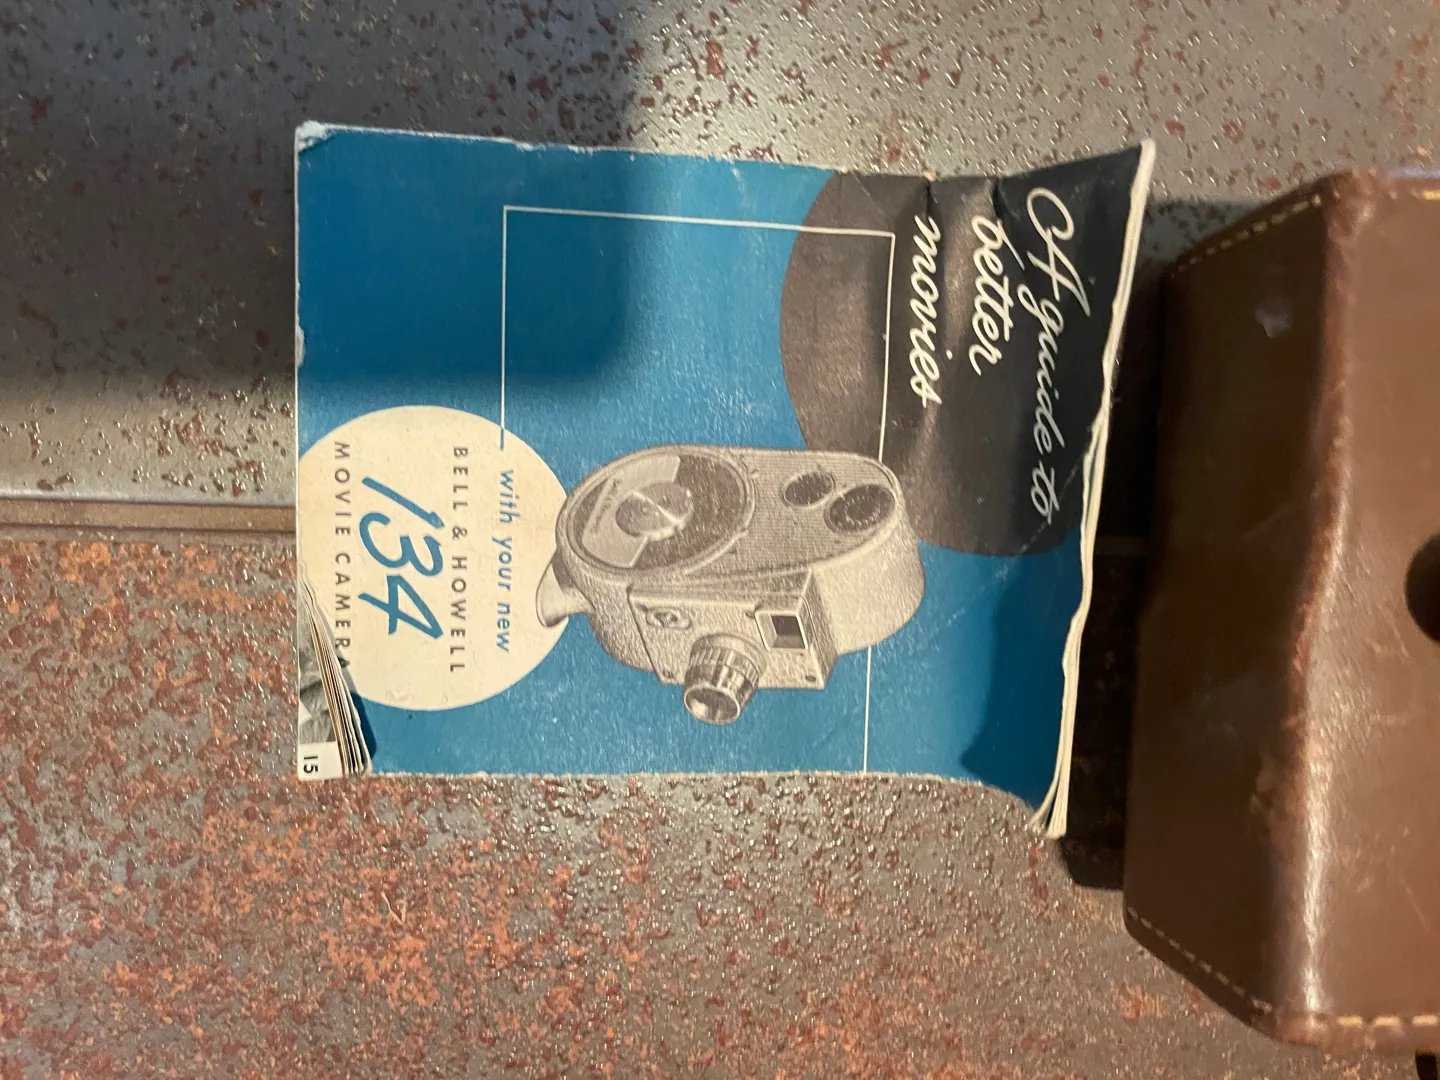 A guide to
better
movies
with your new
BELL & HOWELL
134
MOVIE CAMERA
15